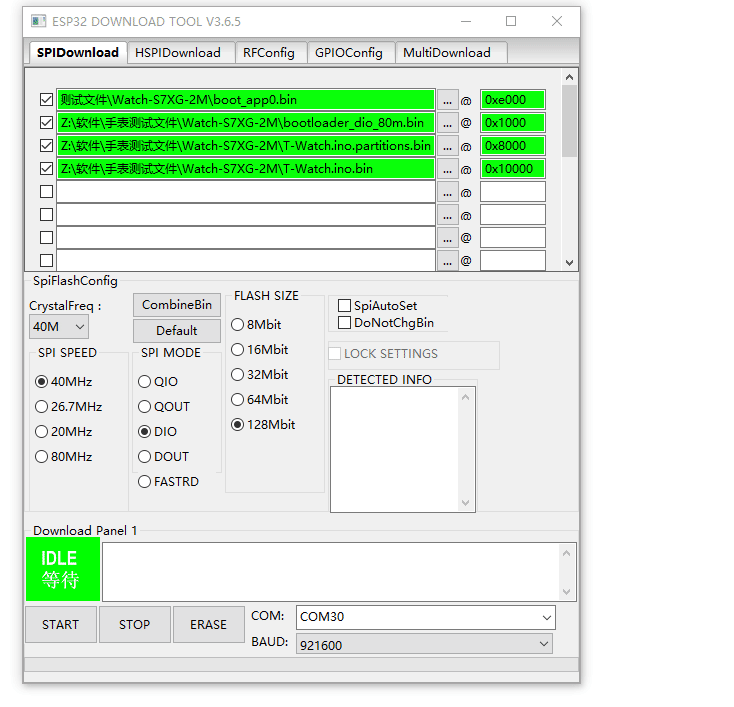 ESP32 DOWNLOAD TOOL V3.6.5
SPIDownload HSPIDownload RFConfig GPIOConfig MultiDownload
测试文件\Watch-S7XG-2M\boot_app0.bin ... @ 0xe000
Z:\软件\手表测试文件\Watch-S7XG-2M\bootloader_dio_80m.bin ... @ 0x1000
Z:\软件\手表测试文件\Watch-S7XG-2M\T-Watch.ino.partitions.bin ... @ 0x8000
Z:\软件\手表测试文件\Watch-S7XG-2M\T-Watch.ino.bin ... @ 0x10000
... @
... @
... @
... @
SpiFlashConfig
CrystalFreq :
40M
CombineBin
Default
SPI SPEED
40MHz
26.7MHz
20MHz
80MHz
SPI MODE
QIO
QOUT
DIO
DOUT
FASTRD
FLASH SIZE
8Mbit
16Mbit
32Mbit
64Mbit
128Mbit
SpiAutoSet
DoNotChgBin
LOCK SETTINGS
DETECTED INFO
Download Panel 1
IDLE
等待
START STOP ERASE
COM: COM30
BAUD: 921600